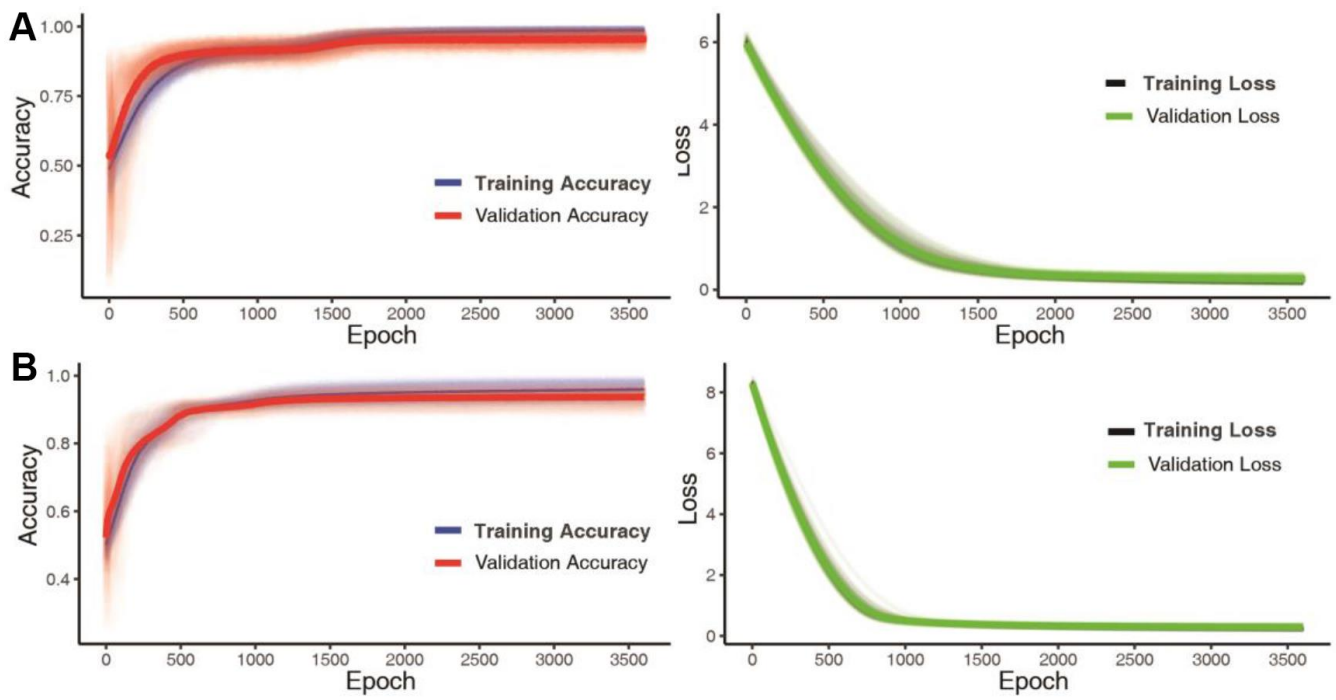 A
1.00
0.75
0.50
0.25
Accuracy
Training Accuracy
Validation Accuracy
0 500 1000 1500 2000 2500 3000 3500
Epoch
6
4
2
0
Loss
Training Loss
Validation Loss
0 500 1000 1500 2000 2500 3000 3500
Epoch
B
1.0
0.8
0.6
0.4
Accuracy
Training Accuracy
Validation Accuracy
0 500 1000 1500 2000 2500 3000 3500
Epoch
8
6
4
2
0
Loss
Training Loss
Validation Loss
0 500 1000 1500 2000 2500 3000 3500
Epoch